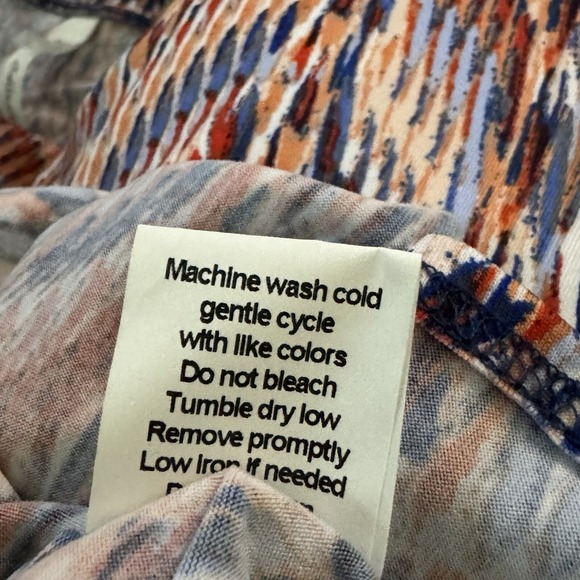 Machine wash cold
gentle cycle
with like colors
Do not bleach
Tumble dry low
Remove promptly
Low iron if needed